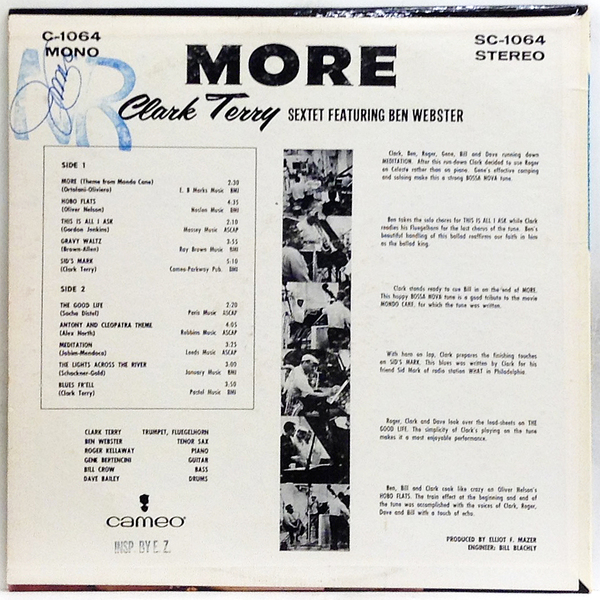 C-1064
MONO
NR
MORE
SC-1064
STEREO
Clark Terry SEXTET FEATURING BEN WEBSTER
SIDE 1
MORE (Theme from Mondo Cane) 2:30
(Ortolani-Oliviero) E. B Marks Music BMI
HOBO FLATS 4:35
(Oliver Nelson) Noslen Music BMI
THIS IS ALL I ASK 2:10
(Gordon Jenkins) Massey Music ASCAP
GRAVY WALTZ 3:55
(Brown-Allen) Ray Brown Music BMI
SID'S MARK 5:10
(Clark Terry) Cameo-Parkway Pub. BMI
SIDE 2
THE GOOD LIFE 2:20
(Sacha Distel) Paris Music ASCAP
ANTONY AND CLEOPATRA THEME 4:05
(Alex North) Robbins Music ASCAP
MEDITATION 3:25
(Jobim-Mendoca) Leeds Music ASCAP
THE LIGHTS ACROSS THE RIVER 3:00
(Schackner-Gold) January Music BMI
BLUES FR'ELL 3:50
(Clark Terry) Pastel Music BMI
CLARK TERRY TRUMPET, FLUEGELHORN
BEN WEBSTER TENOR SAX
ROGER KELLAWAY PIANO
GENE BERTENCINI GUITAR
BILL CROW BASS
DAVE BAILEY DRUMS
cameo
INSP. BY E. Z.
Clark, Ben, Roger, Gene, Bill and Dave running down
MEDITATION. After this run-down Clark decided to use Roger
on Celeste rather than on piano. Gene's effective comping
and soloing make this a strong BOSSA NOVA tune.
Ben takes the solo chorus for THIS IS ALL I ASK while Clark
readies his Fluegelhorn for the last chorus of the tune. Ben's
beautiful handling of this ballad reaffirms our faith in him
as the ballad king.
Clark stands ready to cue Bill in on the end of MORE.
This happy BOSSA NOVA tune is a good tribute to the movie
MONDO CANE, for which the tune was written.
With horn on lap, Clark prepares the finishing touches
on SID'S MARK. This blues was written by Clark for his
friend Sid Mark of radio station WHAT in Philadelphia.
Roger, Clark and Dave look over the lead-sheets on THE
GOOD LIFE. The simplicity of Clark's playing on the tune
makes it a most enjoyable performance.
Ben, Bill and Clark cook like crazy on Oliver Nelson's
HOBO FLATS. The train effect at the beginning and end of
the tune was accomplished with the voices of Clark, Roger,
Dave and Bill with a touch of echo.
PRODUCED BY ELLIOT F. MAZER
ENGINEER: BILL BLACHLY